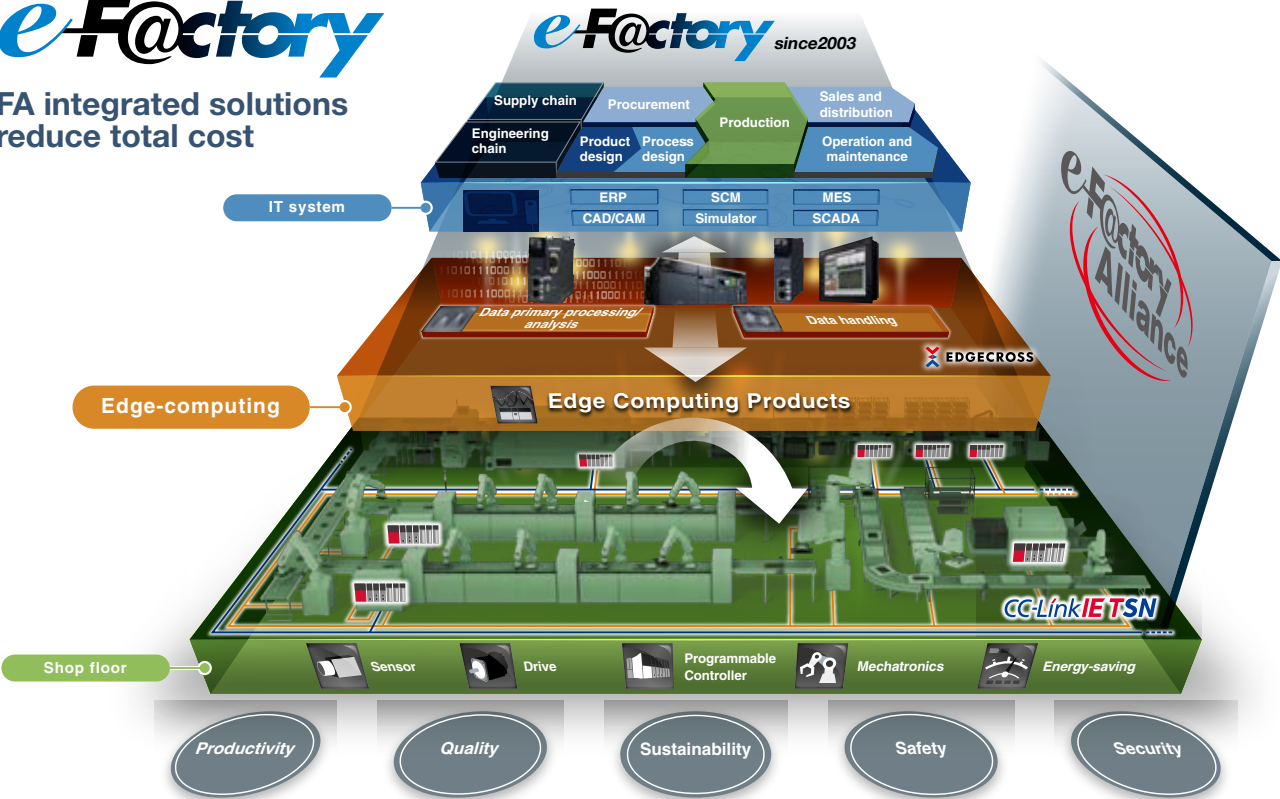 e-F@ctory
FA integrated solutions
reduce total cost
e-F@ctory since2003
Supply chain
Procurement
Production
Sales and
distribution
Engineering
chain
Product
design
Process
design
Operation and
maintenance
IT system
ERP
SCM
MES
CAD/CAM
Simulator
SCADA
Data primary processing/
analysis
Data handling
EDGECROSS
e-F@ctory
Alliance
Edge-computing
Edge Computing Products
CC-Link IE TSN
Shop floor
Sensor
Drive
Programmable
Controller
Mechatronics
Energy-saving
Productivity
Quality
Sustainability
Safety
Security